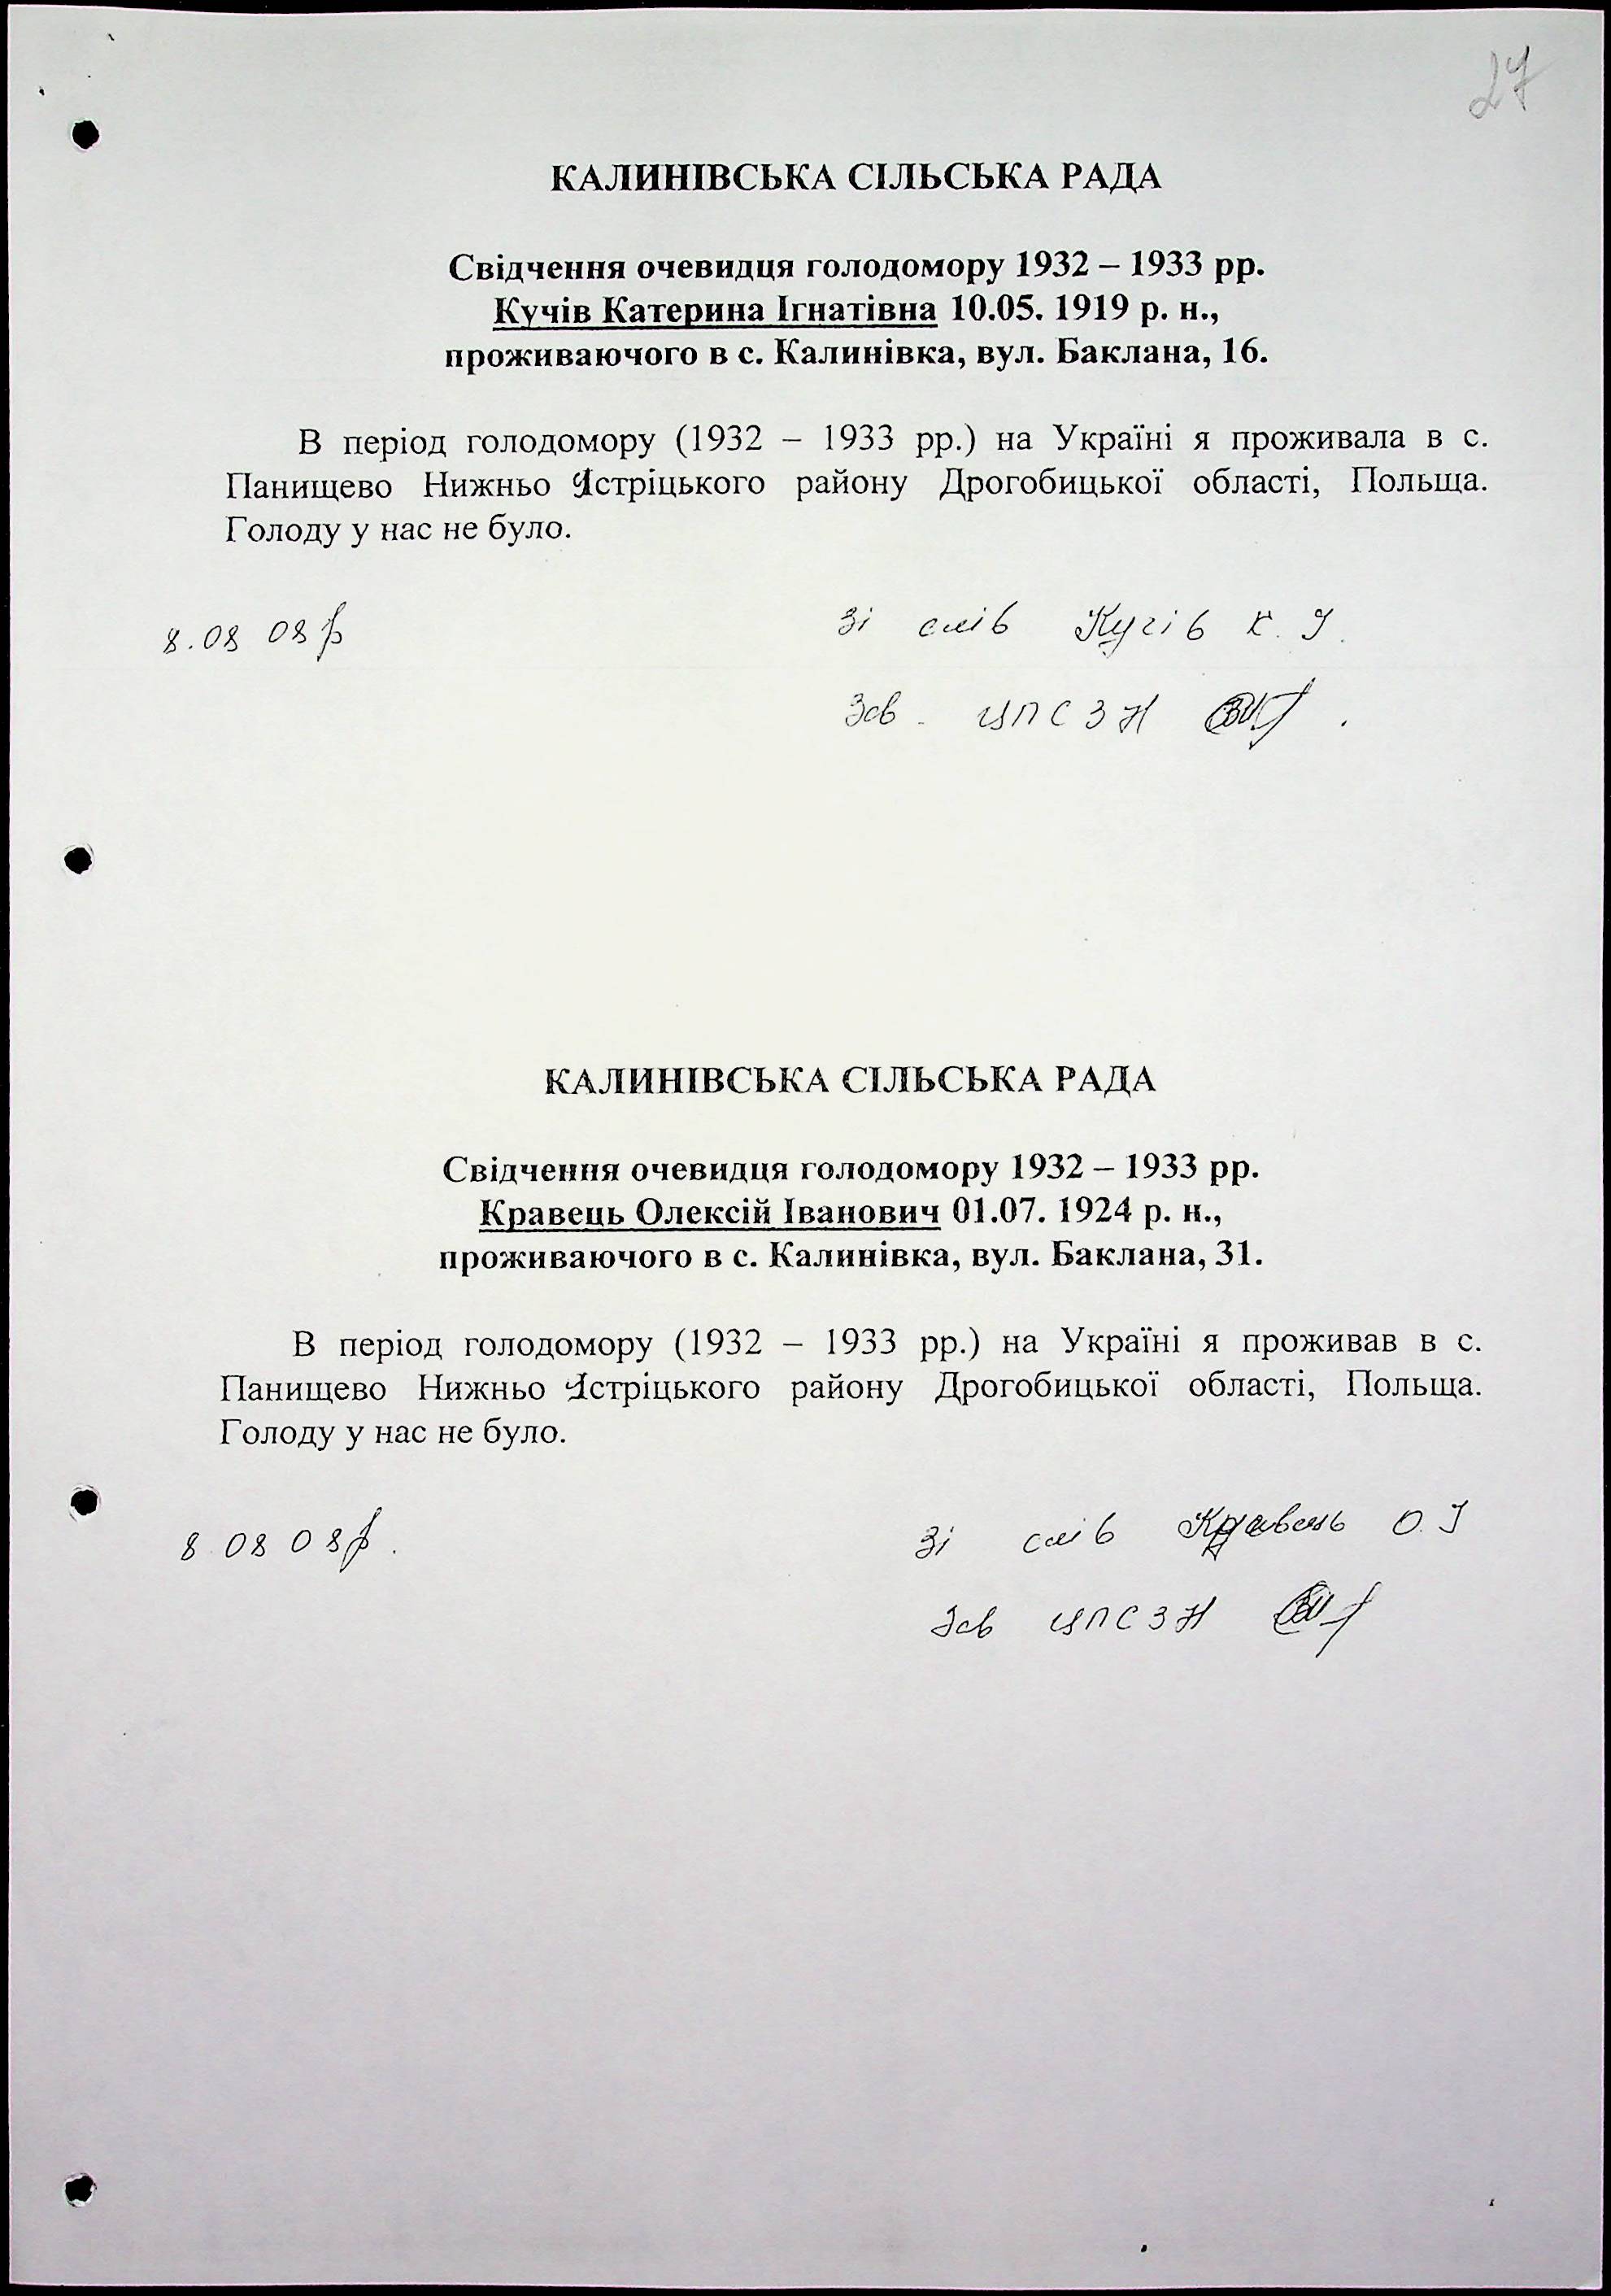 27
КАЛИНІВСЬКА СІЛЬСЬКА РАДА
Свідчення очевидця голодомору 1932 – 1933 рр.
Кучів Катерина Ігнатівна 10.05. 1919 р. н.,
проживаючого в с. Калинівка, вул. Баклана, 16.
В період голодомору (1932 – 1933 рр.) на Україні я проживала в с.
Панищево Нижньо Устріцького району Дрогобицької області, Польща.
Голоду у нас не було.
8.08 08р зі слів Кучів К. І.
Зав. ЦПСЗН
КАЛИНІВСЬКА СІЛЬСЬКА РАДА
Свідчення очевидця голодомору 1932 – 1933 рр.
Кравець Олексій Іванович 01.07. 1924 р. н.,
проживаючого в с. Калинівка, вул. Баклана, 31.
В період голодомору (1932 – 1933 рр.) на Україні я проживав в с.
Панищево Нижньо Устріцького району Дрогобицької області, Польща.
Голоду у нас не було.
8 08 08р. Зі слів Кравець О. І
Зав ЦПСЗН